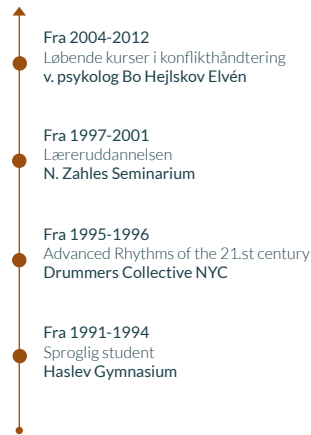 Fra 2004-2012
Løbende kurser i konflikthåndtering
v. psykolog Bo Hejlskov Elvén
Fra 1997-2001
Læreruddannelsen
N. Zahles Seminarium
Fra 1995-1996
Advanced Rhythms of the 21.st century
Drummers Collective NYC
Fra 1991-1994
Sproglig student
Haslev Gymnasium